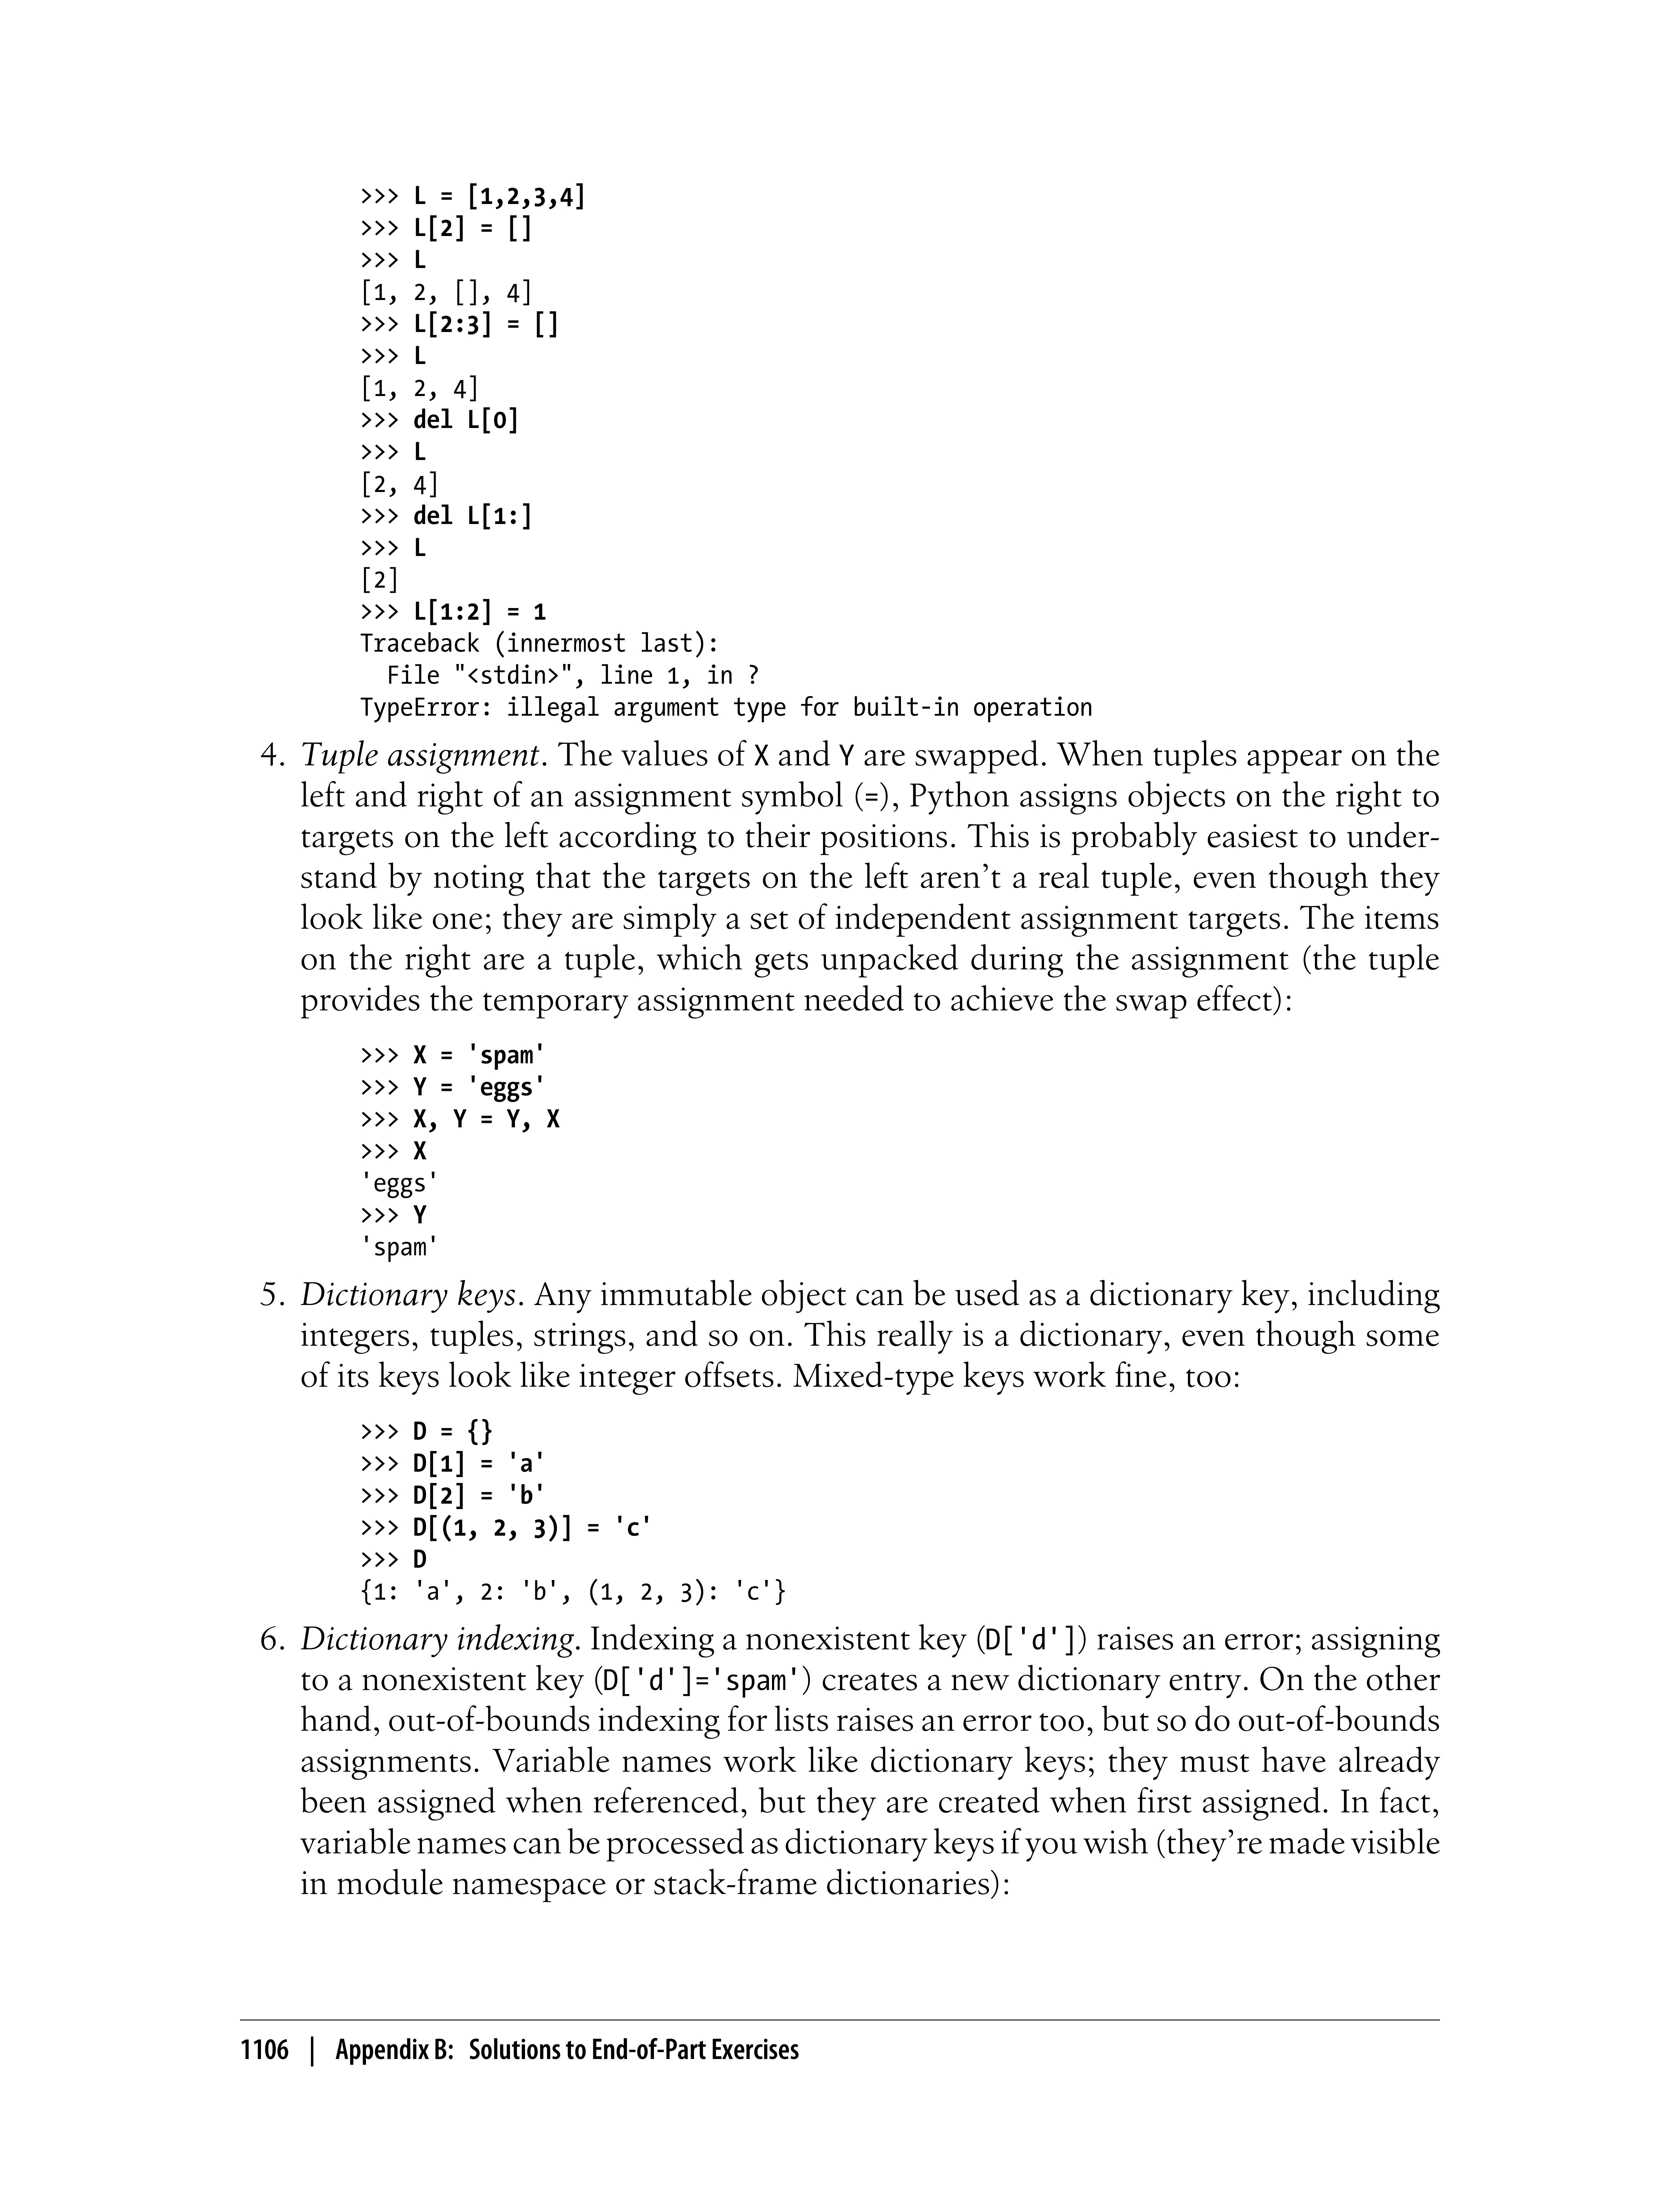 >>> L = [1,2,3,4]
>>> L[2] = []
>>> L
[1, 2, [], 4]
>>> L[2:3] = []
>>> L
[1, 2, 4]
>>> del L[0]
>>> L
[2, 4]
>>> del L[1:]
>>> L
[2]
>>> L[1:2] = 1
Traceback (innermost last):
  File "<stdin>", line 1, in ?
TypeError: illegal argument type for built-in operation
4. Tuple assignment. The values of X and Y are swapped. When tuples appear on the
left and right of an assignment symbol (=), Python assigns objects on the right to
targets on the left according to their positions. This is probably easiest to under-
stand by noting that the targets on the left aren’t a real tuple, even though they
look like one; they are simply a set of independent assignment targets. The items
on the right are a tuple, which gets unpacked during the assignment (the tuple
provides the temporary assignment needed to achieve the swap effect):
>>> X = 'spam'
>>> Y = 'eggs'
>>> X, Y = Y, X
>>> X
'eggs'
>>> Y
'spam'
5. Dictionary keys. Any immutable object can be used as a dictionary key, including
integers, tuples, strings, and so on. This really is a dictionary, even though some
of its keys look like integer offsets. Mixed-type keys work fine, too:
>>> D = {}
>>> D[1] = 'a'
>>> D[2] = 'b'
>>> D[(1, 2, 3)] = 'c'
>>> D
{1: 'a', 2: 'b', (1, 2, 3): 'c'}
6. Dictionary indexing. Indexing a nonexistent key (D['d']) raises an error; assigning
to a nonexistent key (D['d']='spam') creates a new dictionary entry. On the other
hand, out-of-bounds indexing for lists raises an error too, but so do out-of-bounds
assignments. Variable names work like dictionary keys; they must have already
been assigned when referenced, but they are created when first assigned. In fact,
variable names can be processed as dictionary keys if you wish (they’re made visible
in module namespace or stack-frame dictionaries):
1106 | Appendix B: Solutions to End-of-Part Exercises